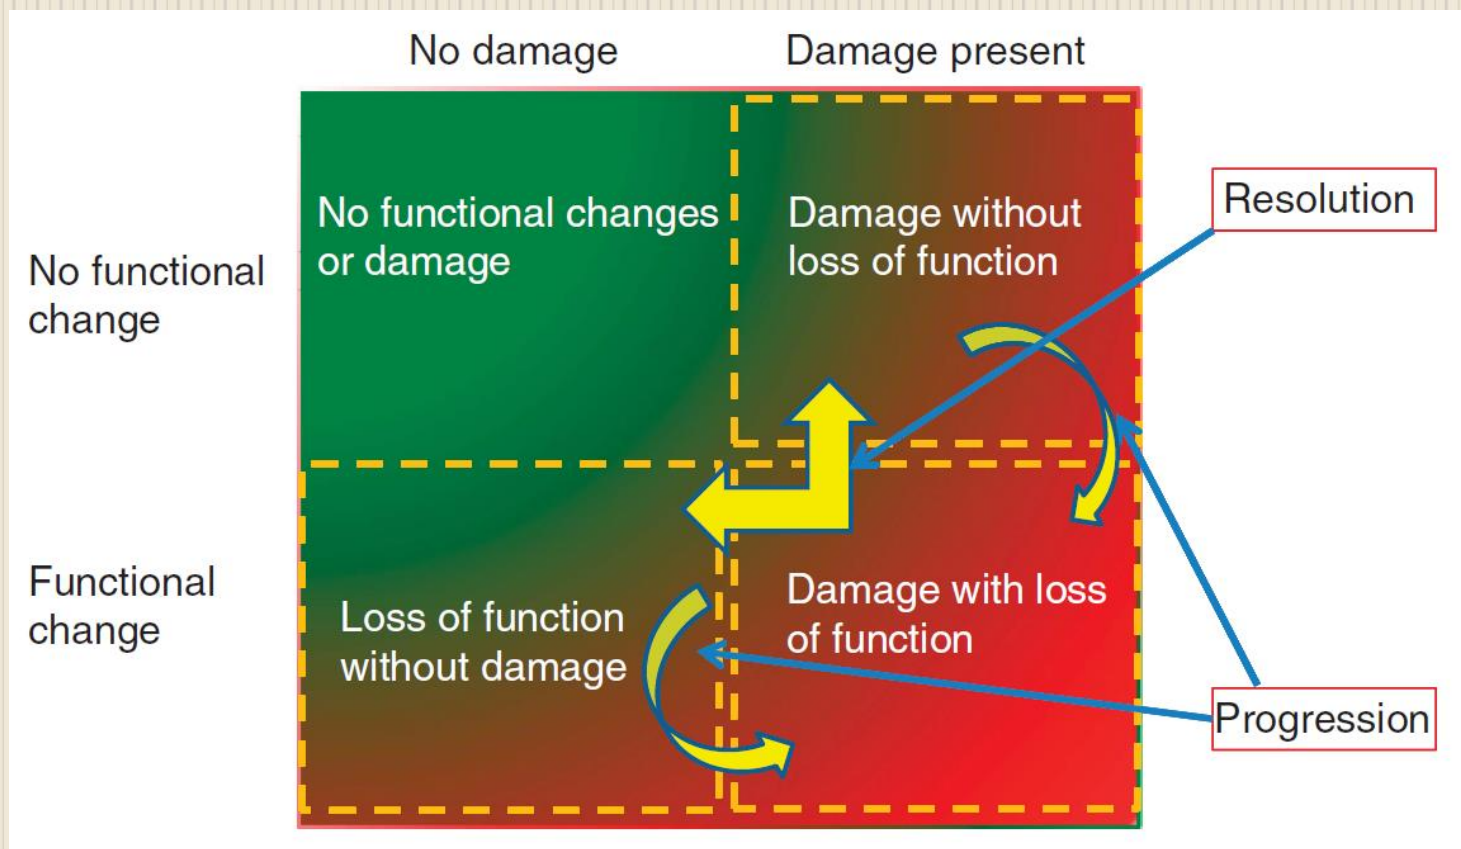 No damage
Damage present
No functional
change
No functional changes
or damage
Damage without
loss of function
Resolution
Functional
change
Loss of function
without damage
Damage with loss
of function
Progression